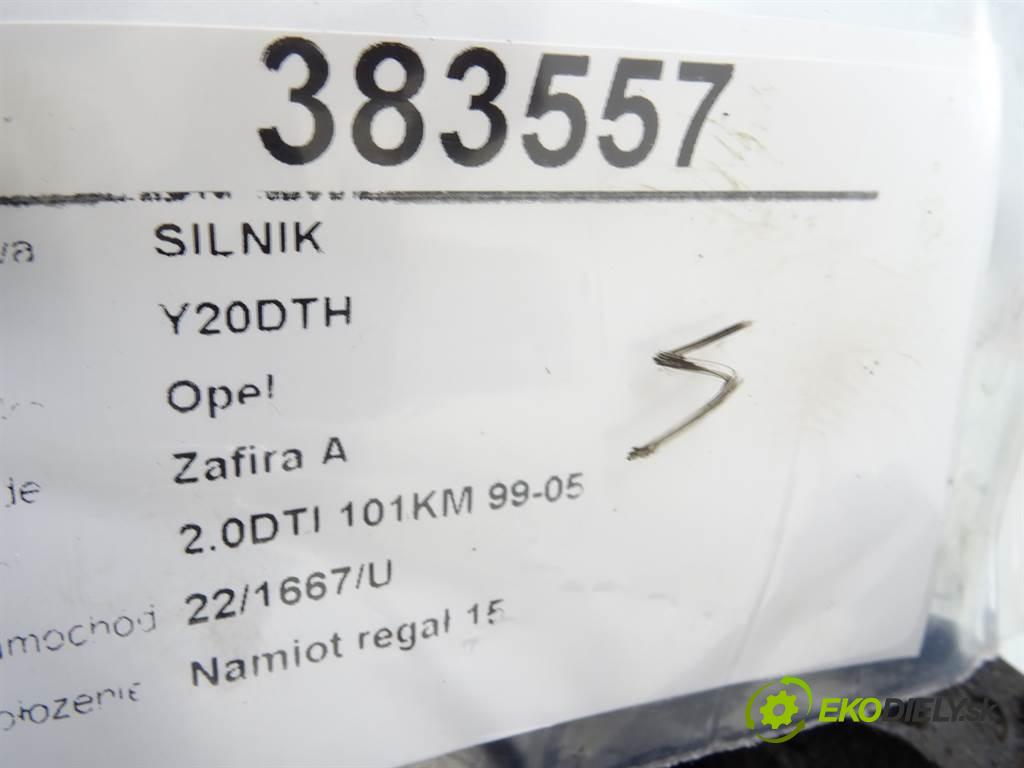 383557
SILNIK
Y20DTH
Opel
Zafira A
2.0DTI 101KM 99-05
22/1667/U
Namiot regał 15
S
EKODIELY.SK